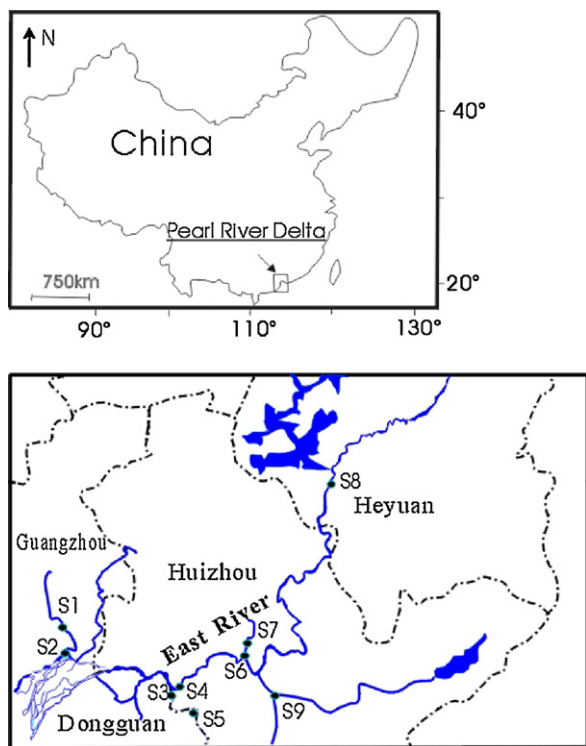 N
China
40°
Pearl River Delta
750km
20°
90°
110°
130°
S8
Heyuan
Guangzhou
Huizhou
S1
East River
S7
S2
S6
S3
S4
S9
S5
Dongguan